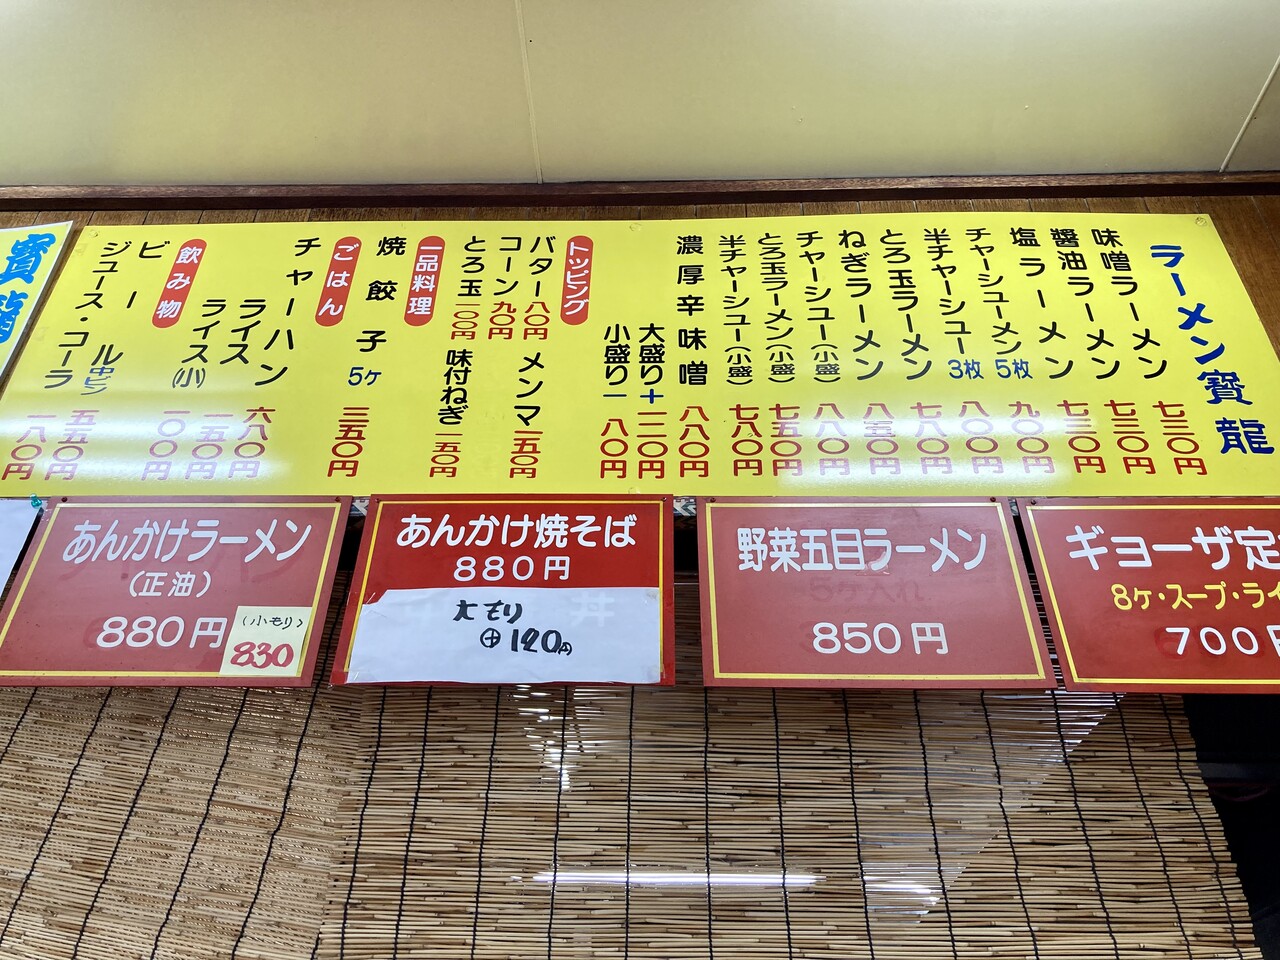 ラーメン寳龍
味噌ラーメン 七三〇円
醬油ラーメン 七三〇円
塩ラーメン 七三〇円
チャーシューメン 5枚 九〇〇円
半チャーシュー 3枚 八〇〇円
とろ玉ラーメン 七八〇円
ねぎラーメン 八三〇円
チャーシュー(小盛) 八八〇円
とろ玉ラーメン(小盛) 七五〇円
半チャーシュー(小盛) 七八〇円
濃厚辛味噌 八八〇円
大盛り+ 一二〇円
小盛り− 八〇円
トッピング
バター 八〇円
コーン 九〇円
とろ玉 一〇〇円
メンマ 一五〇円
味付ねぎ 一五〇円
一品料理
焼餃子 5ヶ 三五〇円
ごはん
チャーハン 六八〇円
ライス 一五〇円
ライス(小) 一〇〇円
飲み物
ビール 中ビン 五五〇円
ジュース・コーラ 一八〇円
寳龍
あんかけラーメン
(正油)
880円
(小もり)
830
あんかけ焼そば
880円
大もり
⊕120円
野菜五目ラーメン
850円
ギョーザ定
8ヶ・スープ・ライ
700円